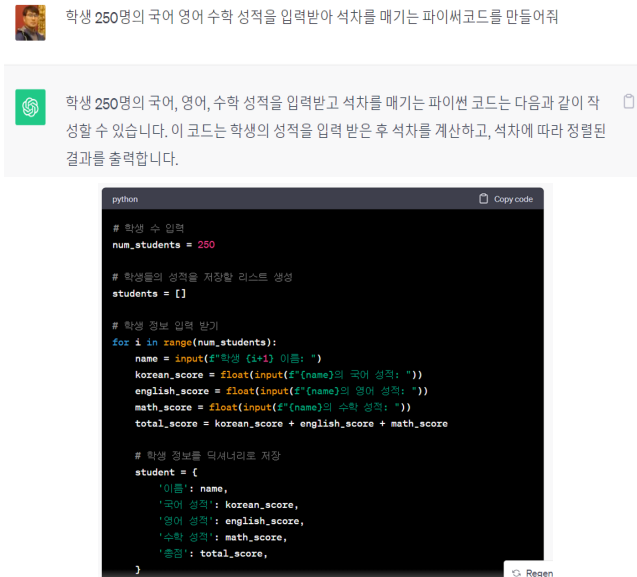 학생 250명의 국어 영어 수학 성적을 입력받아 석차를 매기는 파이써코드를 만들어줘
학생 250명의 국어, 영어, 수학 성적을 입력받고 석차를 매기는 파이썬 코드는 다음과 같이 작
성할 수 있습니다. 이 코드는 학생의 성적을 입력 받은 후 석차를 계산하고, 석차에 따라 정렬된
결과를 출력합니다.
python Copy code
# 학생 수 입력
num_students = 250
# 학생들의 성적을 저장할 리스트 생성
students = []
# 학생 정보 입력 받기
for i in range(num_students):
    name = input(f"학생 {i+1} 이름: ")
    korean_score = float(input(f"{name}의 국어 성적: "))
    english_score = float(input(f"{name}의 영어 성적: "))
    math_score = float(input(f"{name}의 수학 성적: "))
    total_score = korean_score + english_score + math_score
    # 학생 정보를 딕셔너리로 저장
    student = {
        '이름': name,
        '국어 성적': korean_score,
        '영어 성적': english_score,
        '수학 성적': math_score,
        '총점': total_score,
    }
Regen